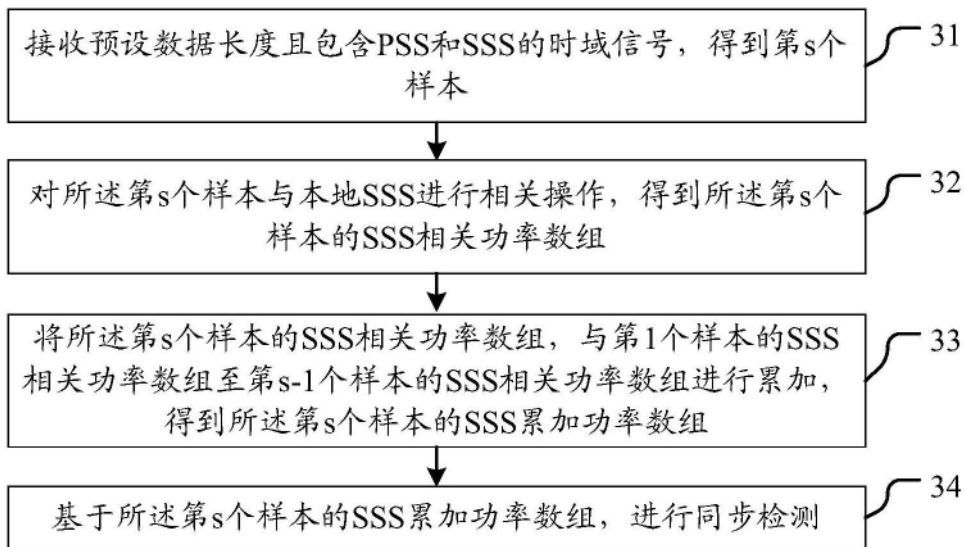 接收预设数据长度且包含PSS和SSS的时域信号，得到第s个
样本
31
对所述第s个样本与本地SSS进行相关操作，得到所述第s个
样本的SSS相关功率数组
32
将所述第s个样本的SSS相关功率数组，与第1个样本的SSS
相关功率数组至第s-1个样本的SSS相关功率数组进行累加，
得到所述第s个样本的SSS累加功率数组
33
基于所述第s个样本的SSS累加功率数组，进行同步检测
34